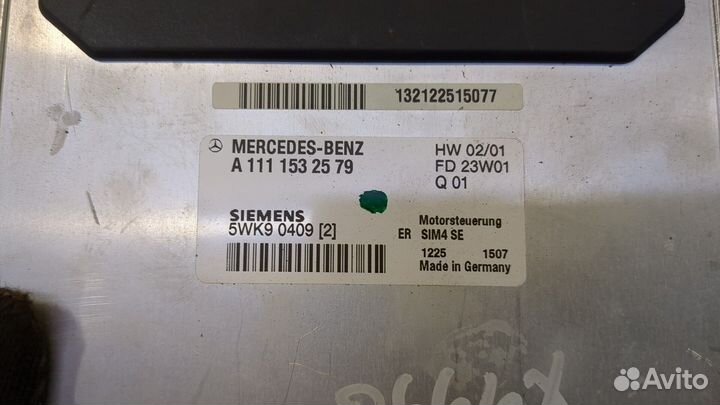 132122515077
MERCEDES-BENZ
A 111 153 25 79
HW 02/01
FD 23W01
Q 01
SIEMENS
5WK9 0409 [2]
Motorsteuerung
ER SIM4 SE
1225 1507
Made in Germany
Avito